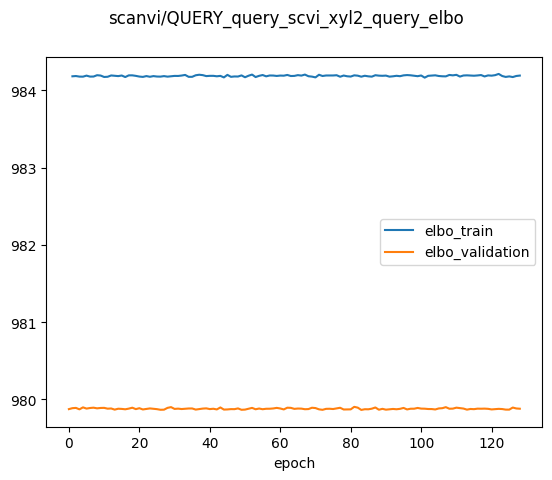 scanvi/QUERY_query_scvi_xyl2_query_elbo
984
983
982
981
980
elbo_train
elbo_validation
0 20 40 60 80 100 120
epoch